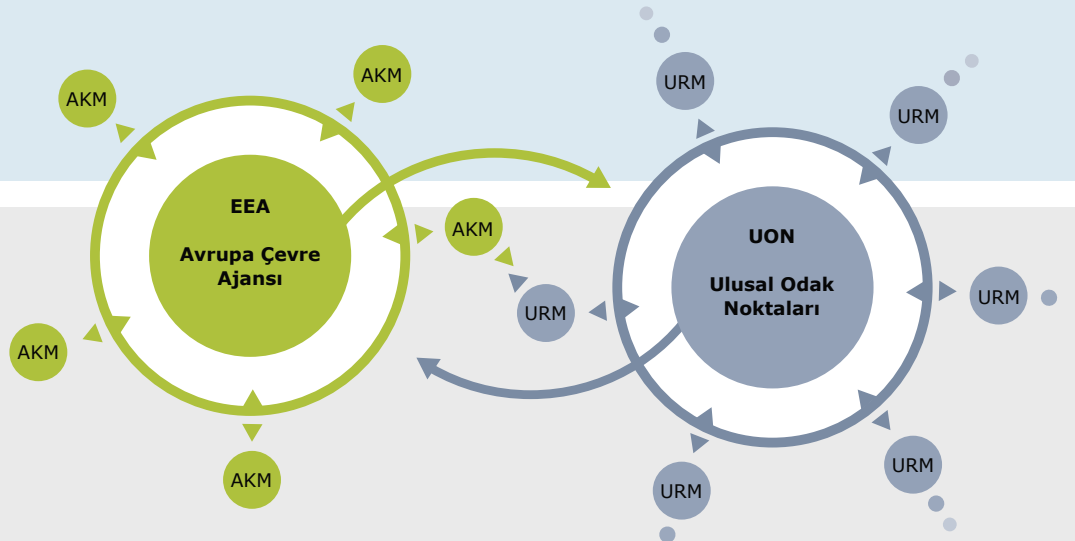 AKM
AKM
EEA
Avrupa Çevre
Ajansı
AKM
AKM
AKM
URM
URM
URM
UON
Ulusal Odak
Noktaları
URM
URM
URM